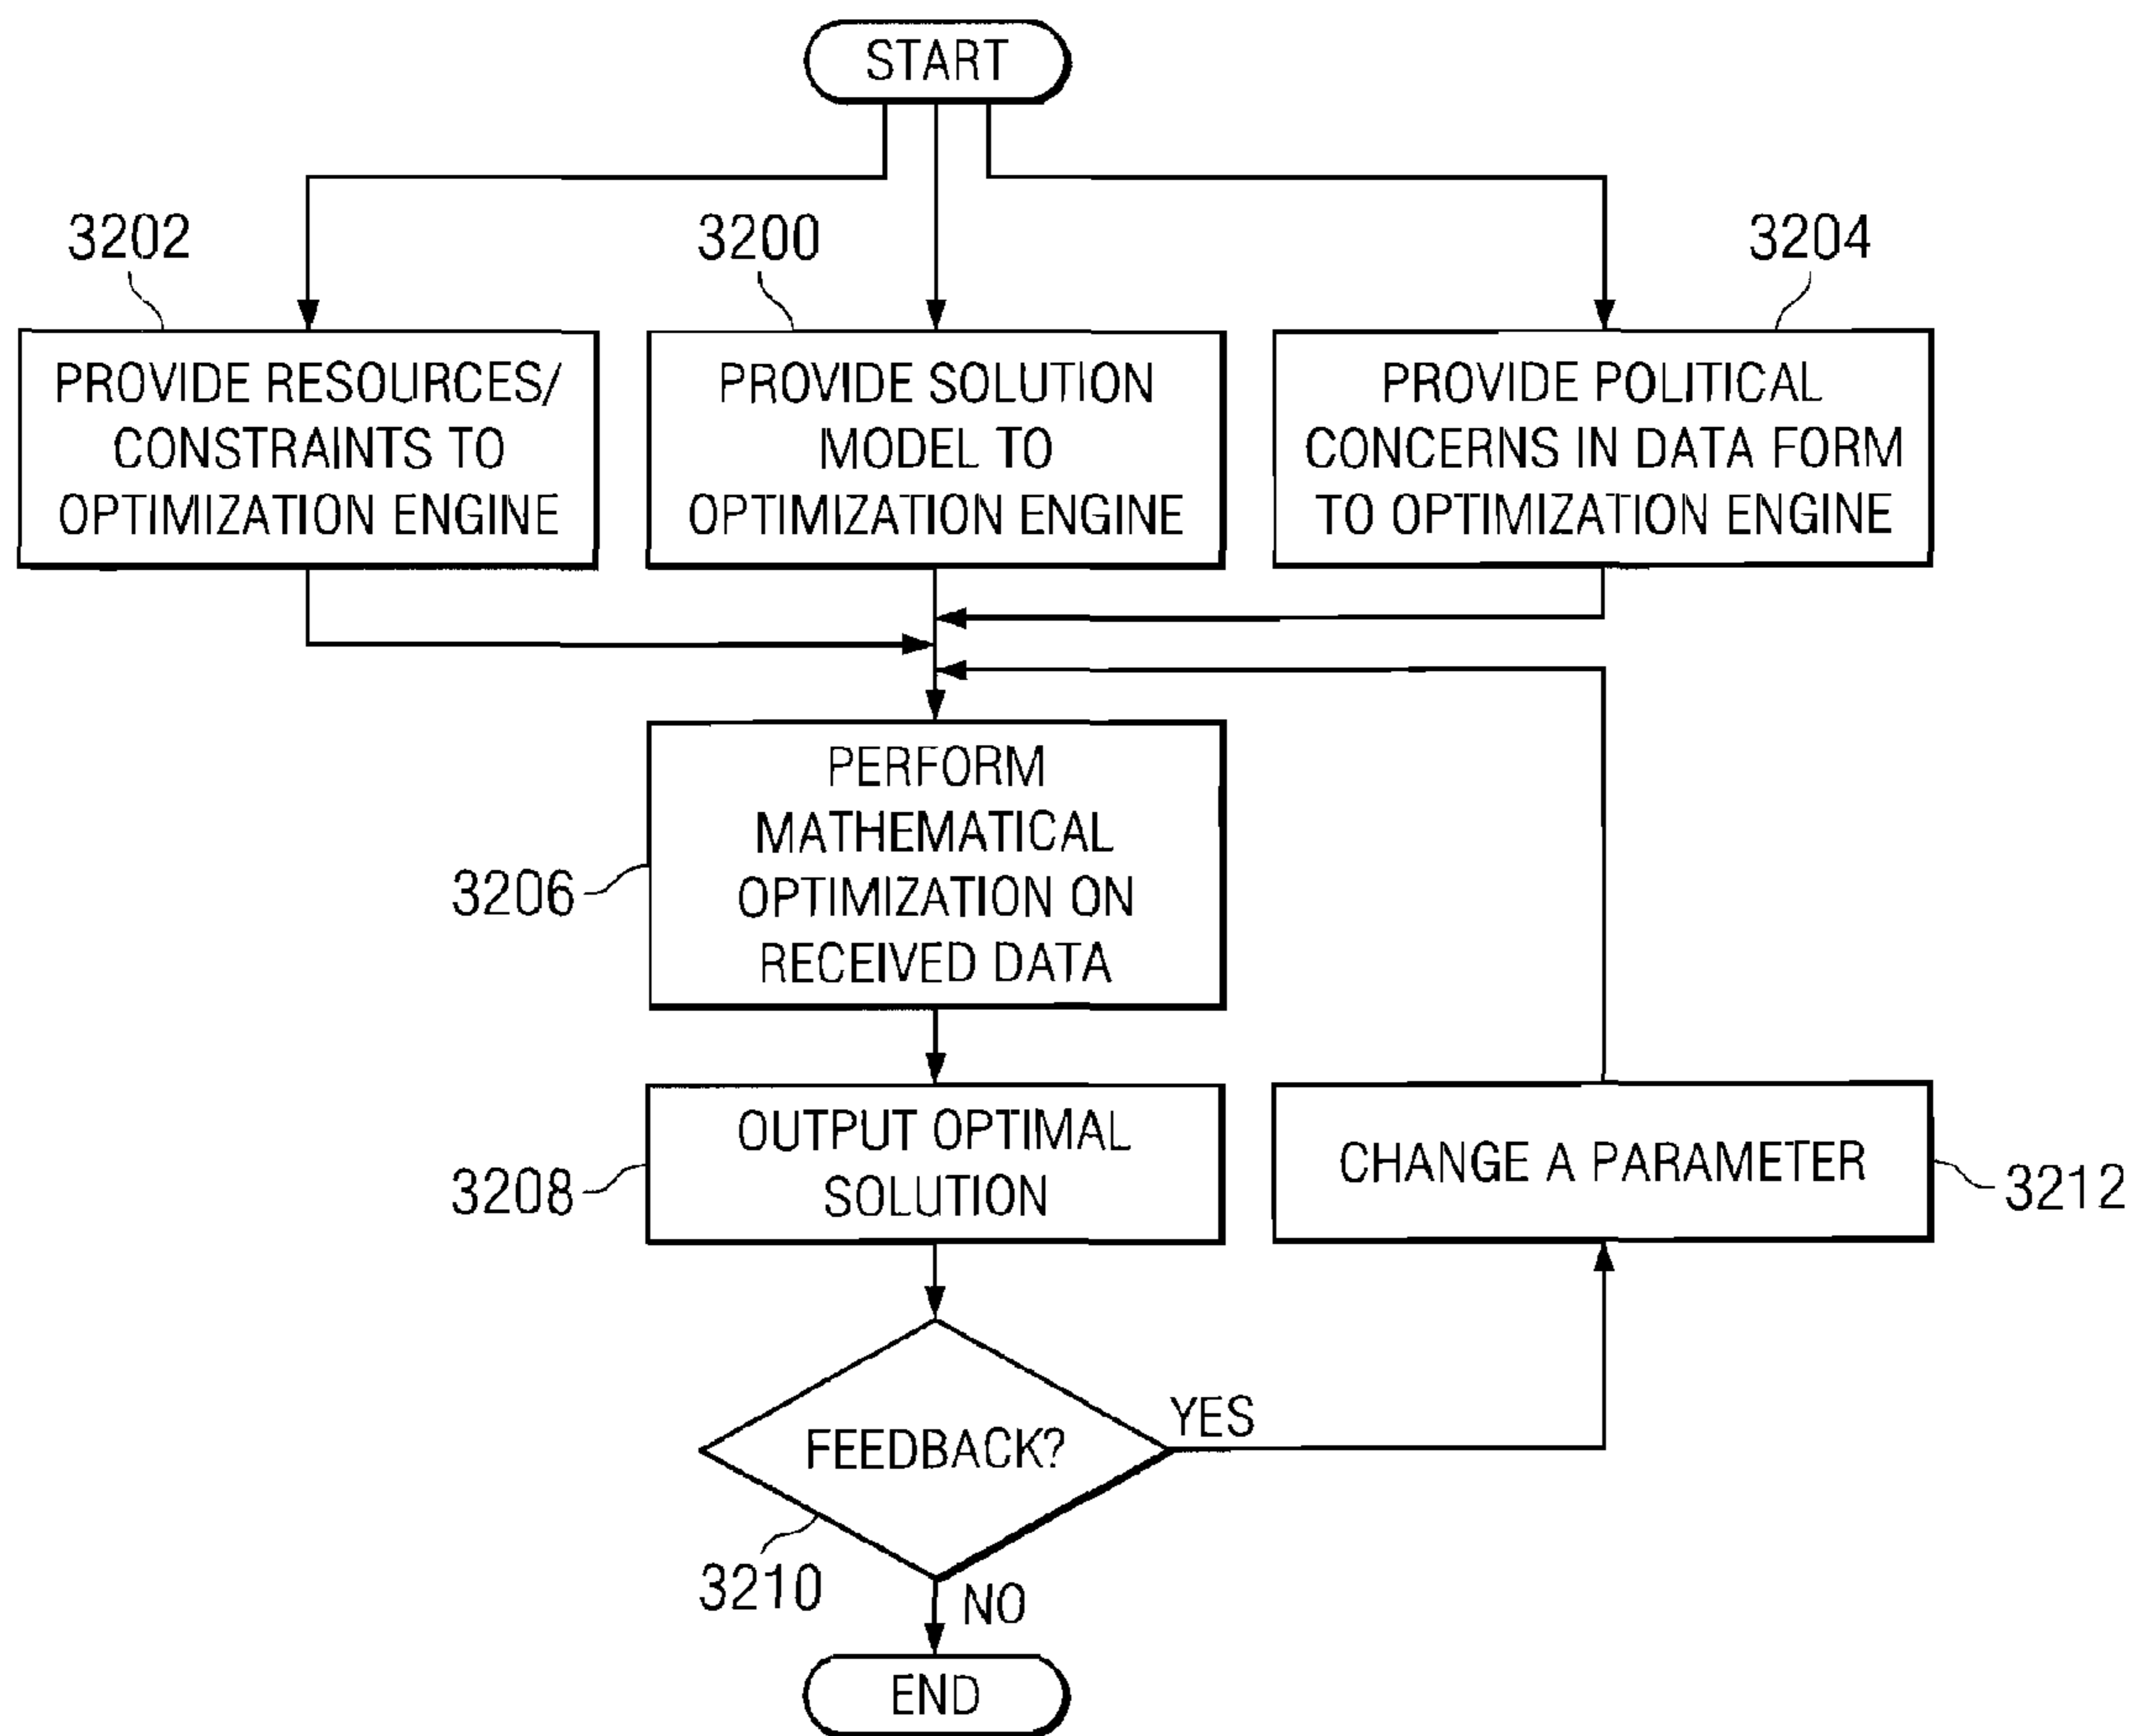 START
3202
3200
3204
PROVIDE RESOURCES/
CONSTRAINTS TO
OPTIMIZATION ENGINE
PROVIDE SOLUTION
MODEL TO
OPTIMIZATION ENGINE
PROVIDE POLITICAL
CONCERNS IN DATA FORM
TO OPTIMIZATION ENGINE
PERFORM
MATHEMATICAL
OPTIMIZATION ON
RECEIVED DATA
3206
OUTPUT OPTIMAL
SOLUTION
3208
CHANGE A PARAMETER
3212
FEEDBACK?
YES
3210
NO
END